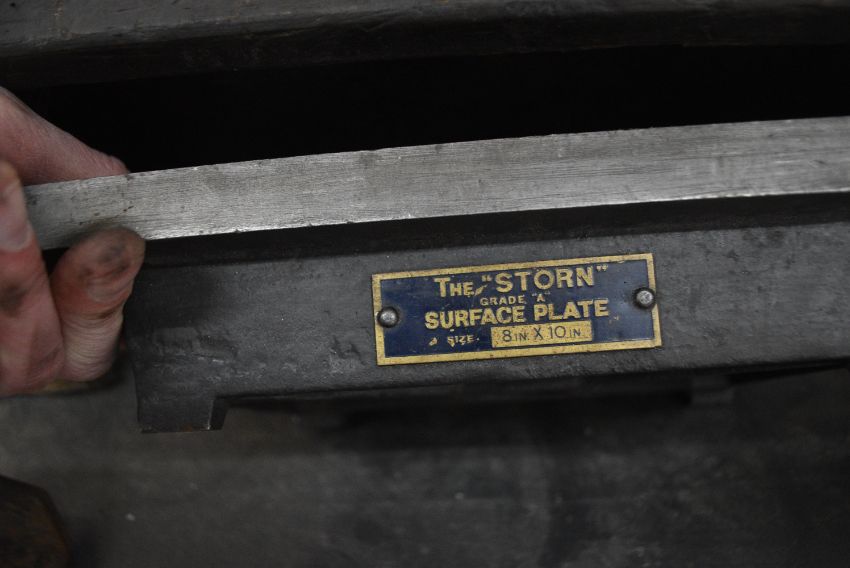 THE "STORN"
GRADE "A"
SURFACE PLATE
SIZE. 8IN. X 10IN.